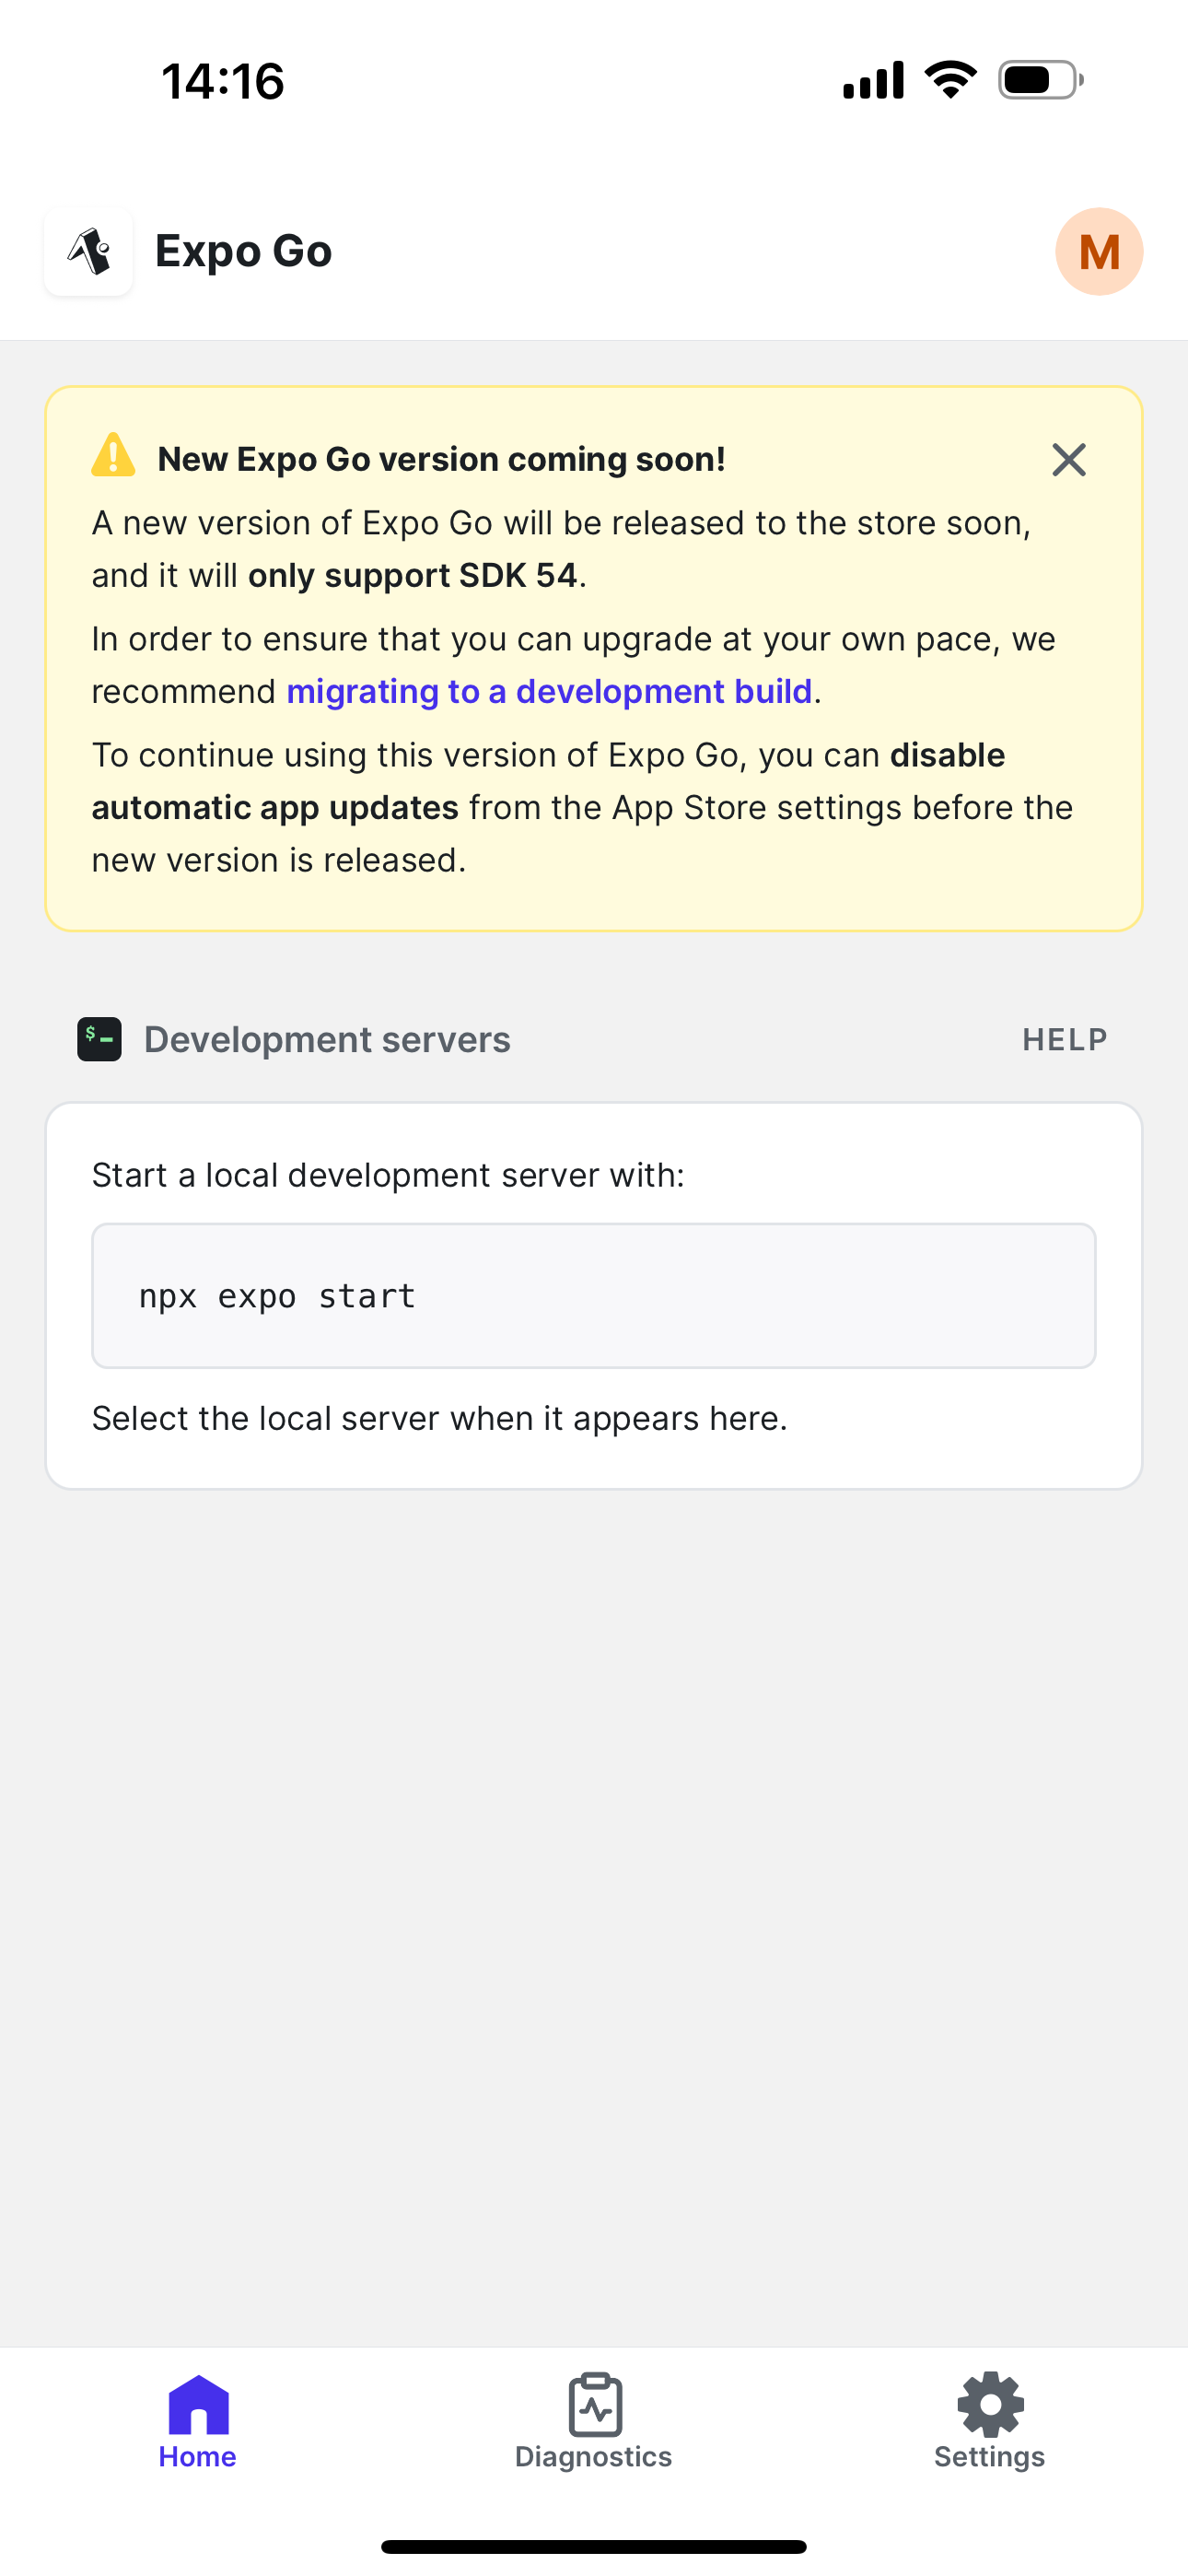 14:16
Expo Go
M
New Expo Go version coming soon!
A new version of Expo Go will be released to the store soon,
and it will only support SDK 54.
In order to ensure that you can upgrade at your own pace, we
recommend migrating to a development build.
To continue using this version of Expo Go, you can disable
automatic app updates from the App Store settings before the
new version is released.
$
Development servers
HELP
Start a local development server with:
npx expo start
Select the local server when it appears here.
Home
Diagnostics
Settings